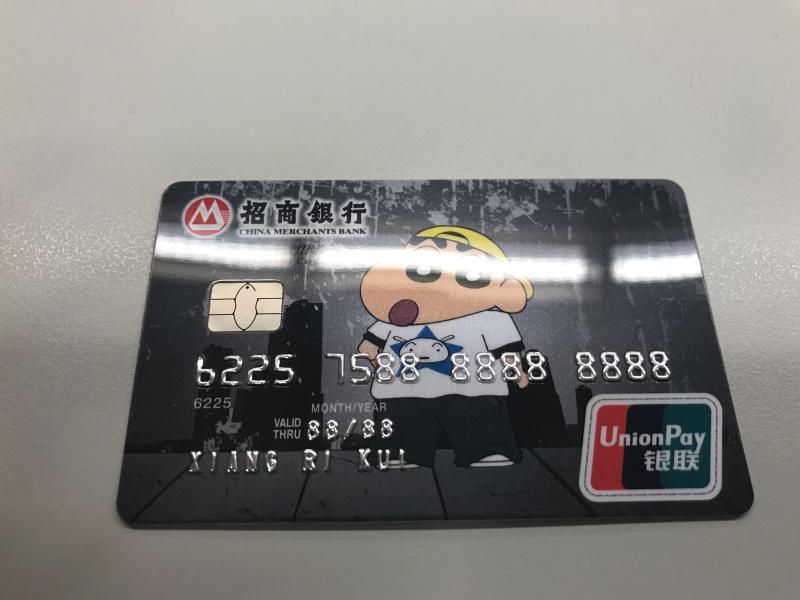 招商銀行
CHINA MERCHANTS BANK
6225 7588 8888 8888
6225
MONTH/YEAR
VALID THRU 88/88
XIANG RI KUI
UnionPay
银联